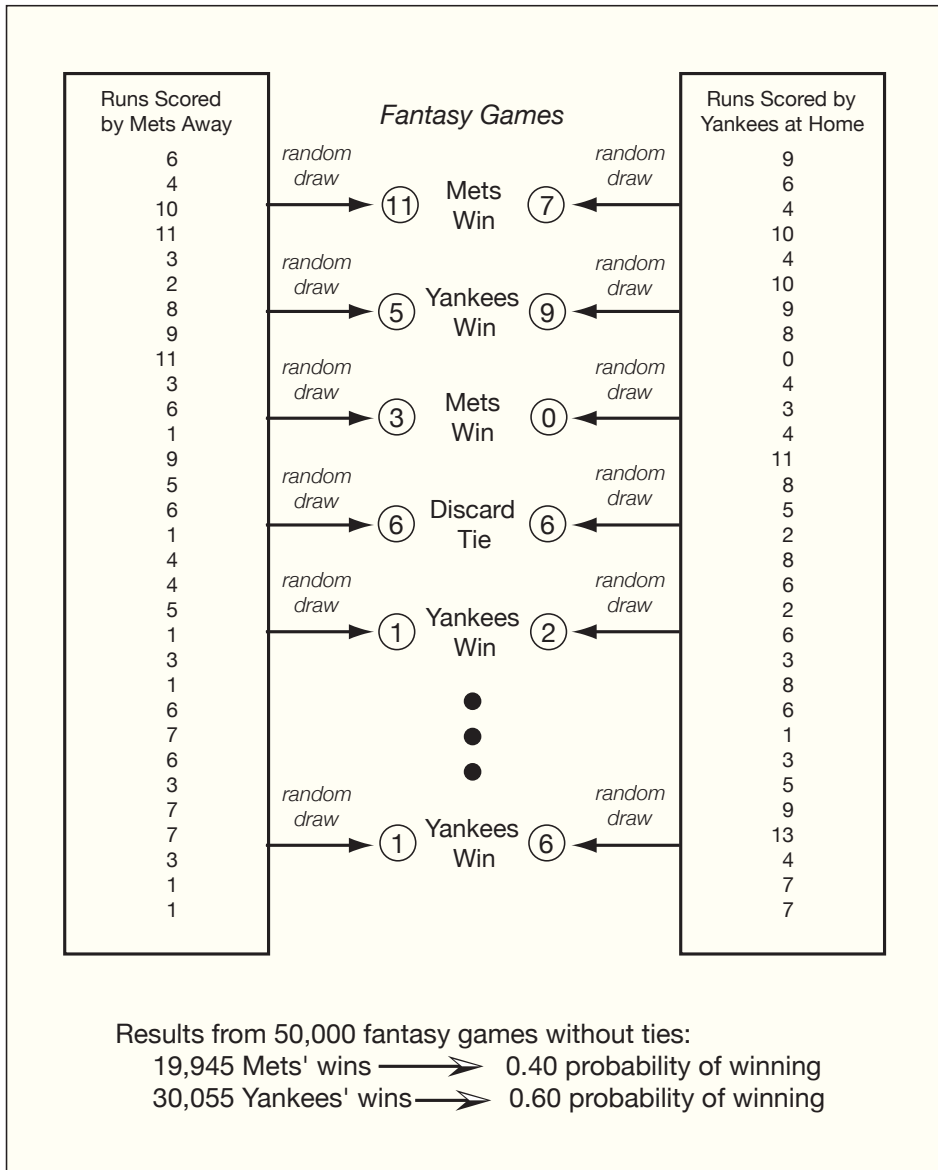 Runs Scored
by Mets Away
6
4
10
11
3
2
8
9
11
3
6
1
9
5
6
1
4
4
5
1
3
1
6
7
6
3
7
7
3
1
1
Fantasy Games
random
draw
11 Mets
Win 7
random
draw
random
draw
5 Yankees
Win 9
random
draw
random
draw
3 Mets
Win 0
random
draw
random
draw
6 Discard
Tie 6
random
draw
random
draw
1 Yankees
Win 2
random
draw
random
draw
1 Yankees
Win 6
random
draw
Runs Scored by
Yankees at Home
9
6
4
10
4
10
9
8
0
4
3
4
11
8
5
2
8
6
2
6
3
8
6
1
3
5
9
13
4
7
7
Results from 50,000 fantasy games without ties:
19,945 Mets' wins 0.40 probability of winning
30,055 Yankees' wins 0.60 probability of winning